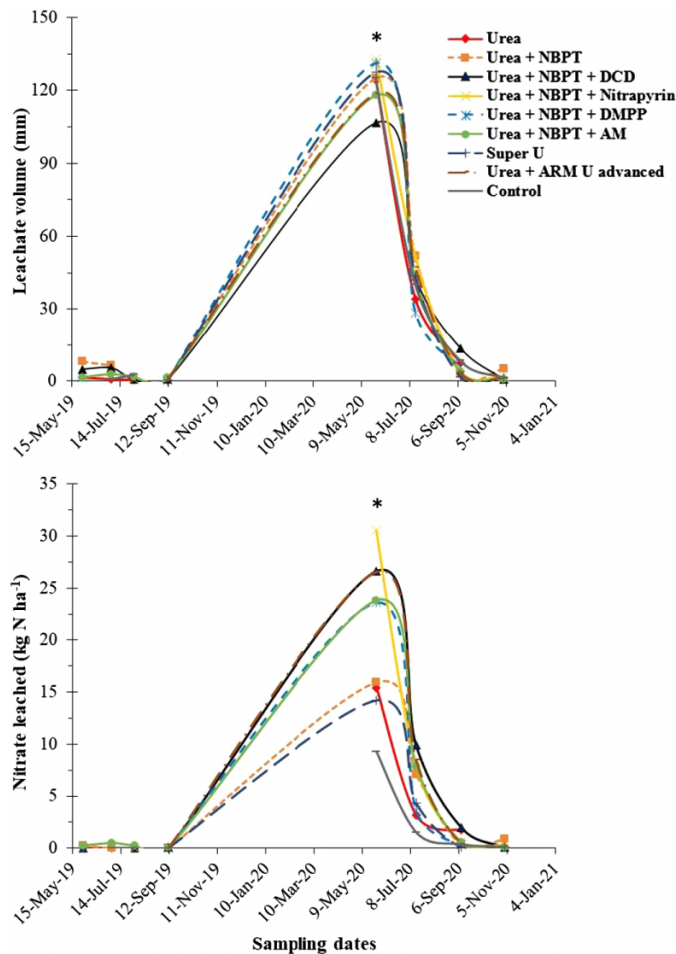 150
*
Urea
Urea + NBPT
120
Urea + NBPT + DCD
Urea + NBPT + Nitrapyrin
Urea + NBPT + DMPP
90
Urea + NBPT + AM
Super U
Urea + ARM U advanced
Control
60
30
0
Leachate volume (mm)
15-May-19
14-Jul-19
12-Sep-19
11-Nov-19
10-Jan-20
10-Mar-20
9-May-20
8-Jul-20
6-Sep-20
5-Nov-20
4-Jan-21
35
*
30
25
20
15
10
5
0
Nitrate leached (kg N ha-1)
15-May-19
14-Jul-19
12-Sep-19
11-Nov-19
10-Jan-20
10-Mar-20
9-May-20
8-Jul-20
6-Sep-20
5-Nov-20
4-Jan-21
Sampling dates